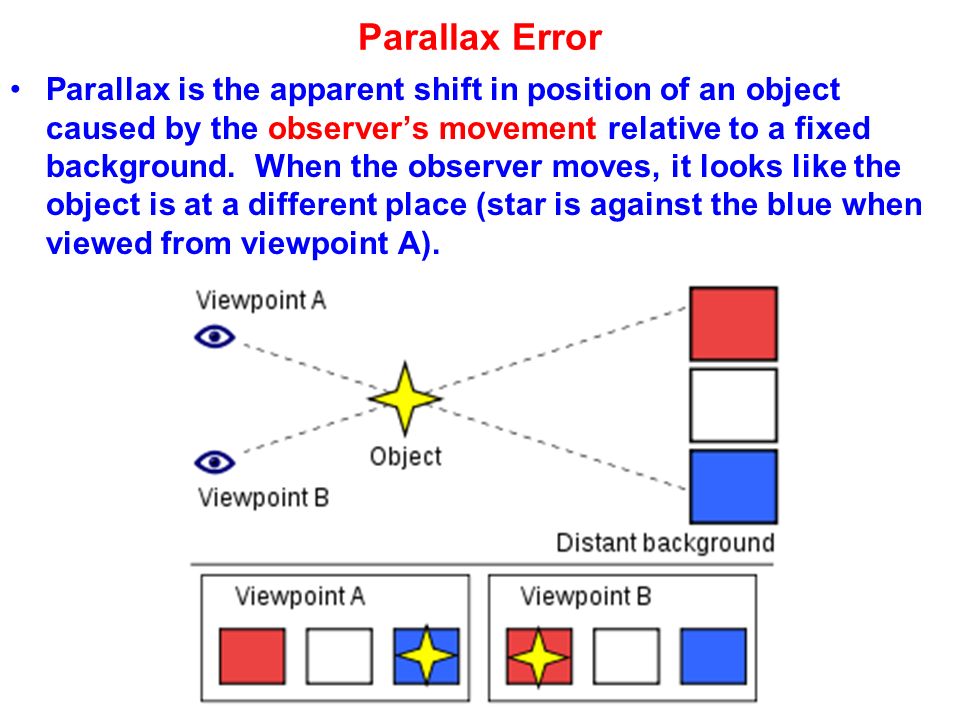 Parallax Error
• Parallax is the apparent shift in position of an object
caused by the observer’s movement relative to a fixed
background.  When the observer moves, it looks like the
object is at a different place (star is against the blue when
viewed from viewpoint A).
Viewpoint A
Object
Viewpoint B
Distant background
Viewpoint A
Viewpoint B